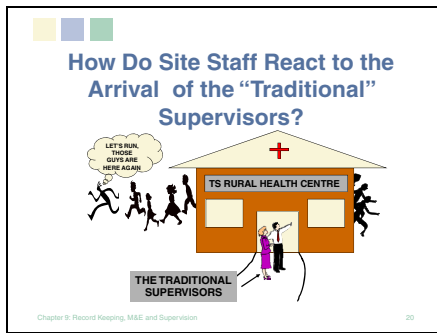 How Do Site Staff React to the
Arrival of the “Traditional”
Supervisors?
LET'S RUN,
THOSE
GUYS ARE
HERE AGAIN
TS RURAL HEALTH CENTRE
THE TRADITIONAL
SUPERVISORS
Chapter 9: Record Keeping, M&E and Supervision
20